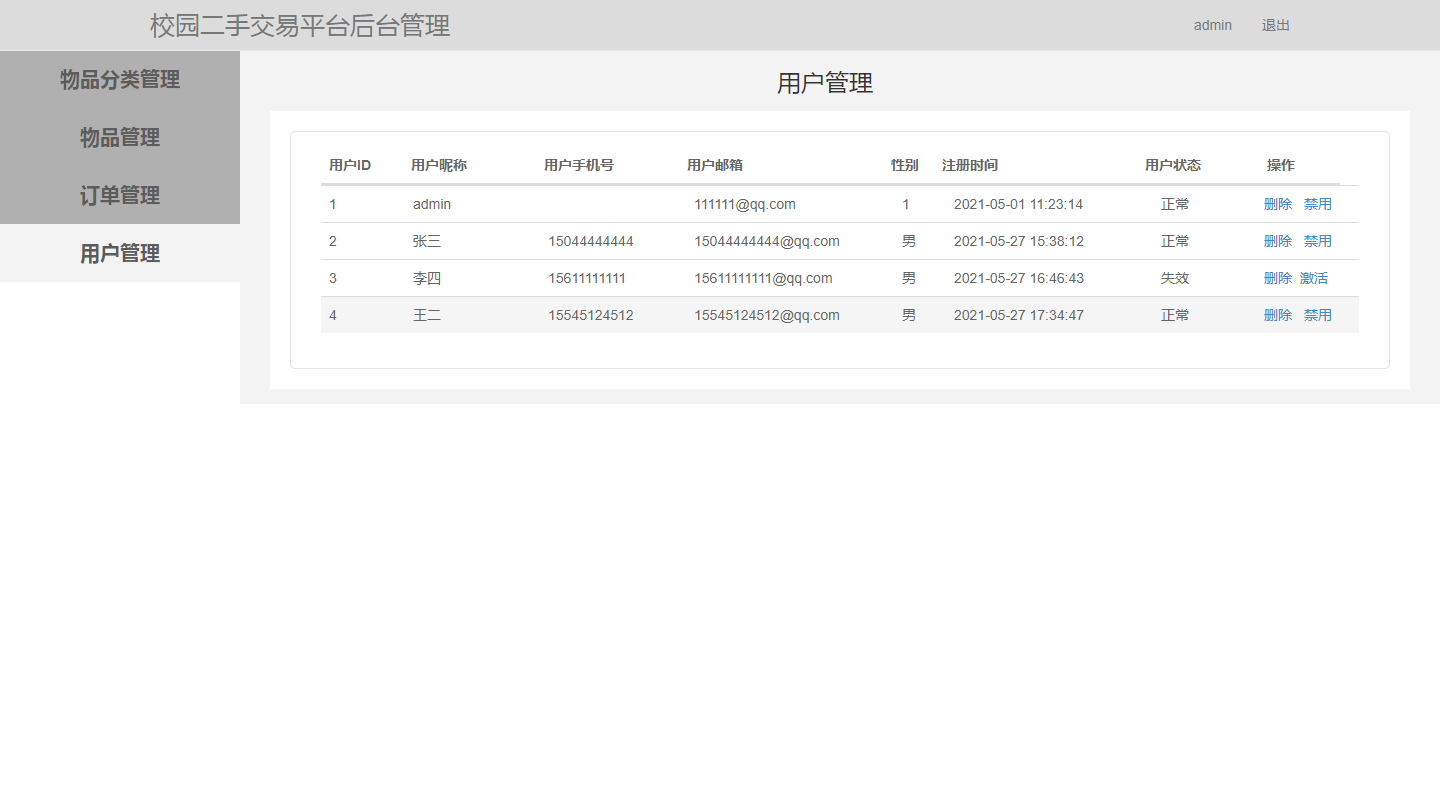 校园二手交易平台后台管理 admin 退出
物品分类管理
物品管理
订单管理
用户管理
用户管理
用户ID 用户昵称 用户手机号 用户邮箱 性别 注册时间 用户状态 操作
1 admin 111111@qq.com 1 2021-05-01 11:23:14 正常 删除 禁用
2 张三 15044444444 15044444444@qq.com 男 2021-05-27 15:38:12 正常 删除 禁用
3 李四 15611111111 15611111111@qq.com 男 2021-05-27 16:46:43 失效 删除 激活
4 王二 15545124512 15545124512@qq.com 男 2021-05-27 17:34:47 正常 删除 禁用